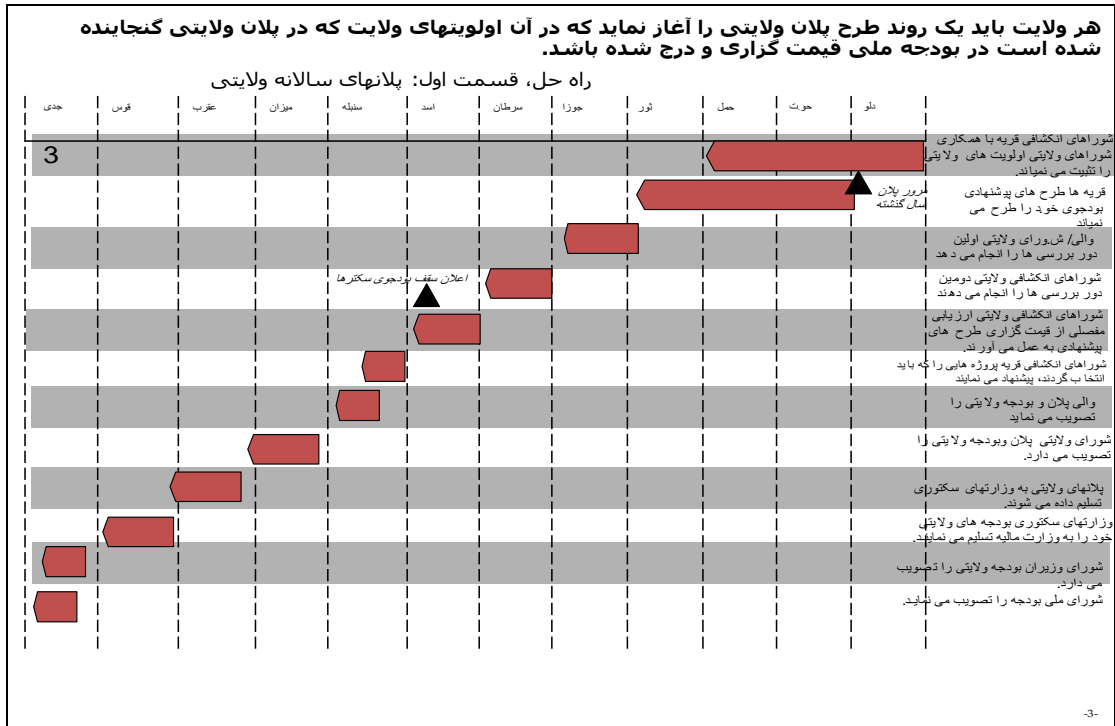 هر ولایت باید یک روند طرح پلان ولایتی را آغاز نماید که در آن اولویتهای ولایت که در پلان ولایتی گنجاینده
شده است در بودجه ملی قیمت گزاری و درج شده باشد.
راه حل، قسمت اول: پلانهای سالانه ولایتی
دلو
حوت
حمل
ثور
جوزا
سرطان
اسد
سنبله
میزان
عقرب
قوس
جدی
3
شوراهای انکشافی قریه با همکاری
شوراهای ولایتی اولویت های ولایتی
را تثبیت می نمیاند.
قریه ها طرح های پیشنهادی
بودجوی خود را طرح می
نمیاند
مرور پلان
سال گذشته
والی/ ش.ورای ولایتی اولین
دور بررسی ها را انجام می دهد
شوراهای انکشافی ولایتی دومین
دور بررسی ها را انجام می دهند
اعلان سقف بودجوی سکترها
شوراهای انکشافی ولایتی ارزیابی
مفصلی از قیمت گزاری طرح های
پیشنهادی به عمل می آورند.
شوراهای انکشافی قریه پروژه هایی را که باید
انتخاب گردند، پیشنهاد می نمایند
والی پلان و بودجه ولایتی را
تصویب می نماید
شورای ولایتی پلان وبودجه ولایتی را
تصویب می دارد.
پلانهای ولایتی به وزارتهای سکتوری
تسلیم داده می شوند.
وزارتهای سکتوری بودجه های ولایتی
خود را به وزارت مالیه تسلیم می نمایند.
شورای وزیران بودجه ولایتی را تصویب
می دارد.
شورای ملی بودجه را تصویب می نماید.
-3-